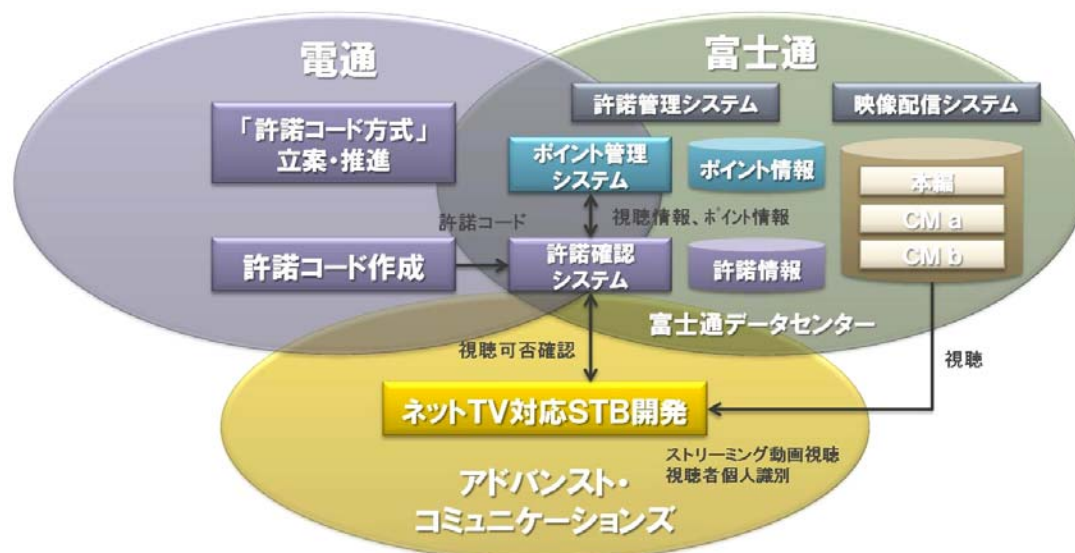 電通
富士通
許諾管理システム
映像配信システム
「許諾コード方式」
立案・推進
ポイント管理
システム
ポイント情報
本編
CM a
CM b
許諾コード
視聴情報、ポイント情報
許諾コード作成
許諾確認
システム
許諾情報
富士通データセンター
視聴可否確認
視聴
ネットTV対応STB開発
ストリーミング動画視聴
視聴者個人識別
アドバンスト・
コミュニケーションズ